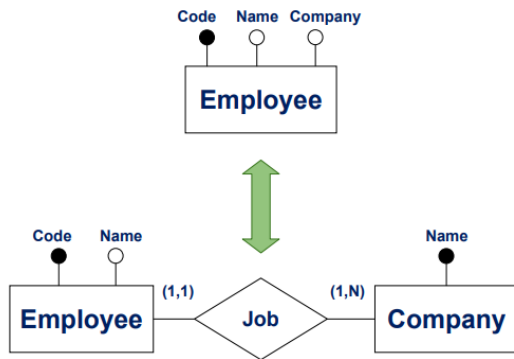 Code Name Company
Employee
Code Name Name
(1,1) (1,N)
Employee Job Company